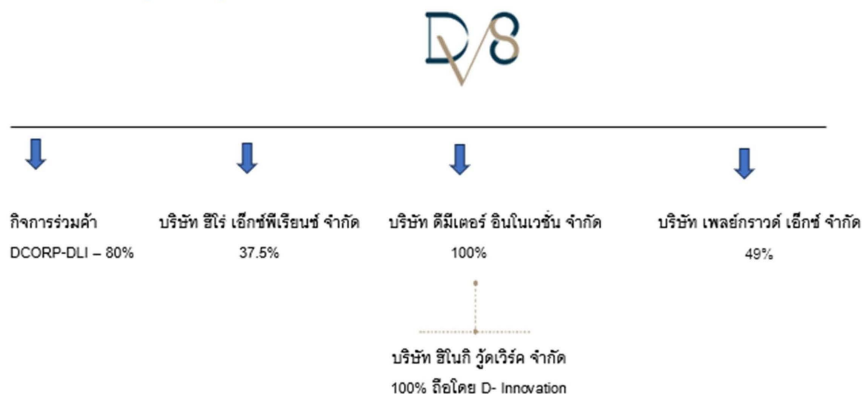 DV8
กิจการร่วมค้า
DCORP-DLI – 80%
บริษัท ฮีโร่ เอ็กซ์พีเรียนซ์ จำกัด
37.5%
บริษัท ดีมีเตอร์ อินโนเวชั่น จำกัด
100%
บริษัท เพลย์กราวด์ เอ็กซ์ จำกัด
49%
บริษัท ฮิโนกิ วู้ดเวิร์ค จำกัด
100% ถือโดย D- Innovation